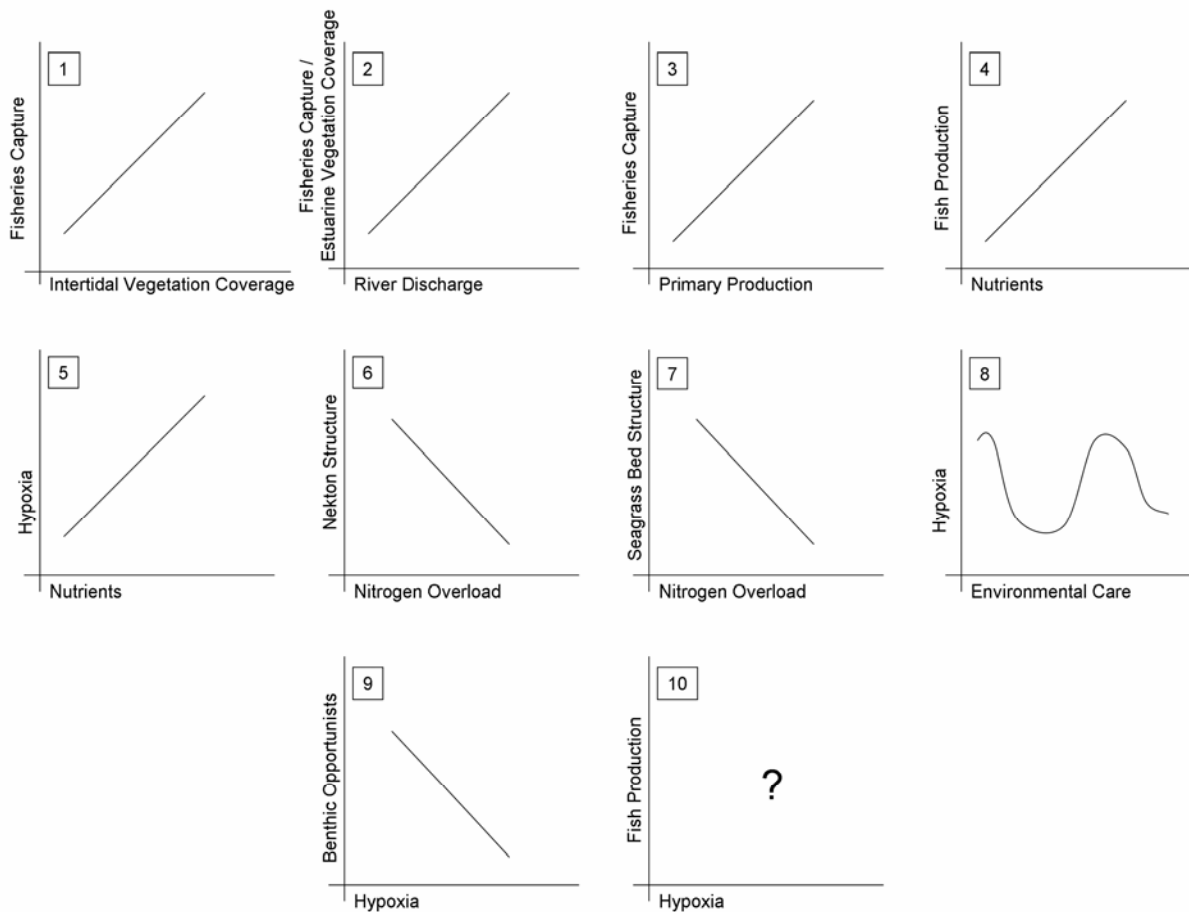 1
Fisheries Capture
Intertidal Vegetation Coverage
2
Fisheries Capture /
Estuarine Vegetation Coverage
River Discharge
3
Fisheries Capture
Primary Production
4
Fish Production
Nutrients
5
Hypoxia
Nutrients
6
Nekton Structure
Nitrogen Overload
7
Seagrass Bed Structure
Nitrogen Overload
8
Hypoxia
Environmental Care
9
Benthic Opportunists
Hypoxia
10
Fish Production
?
Hypoxia